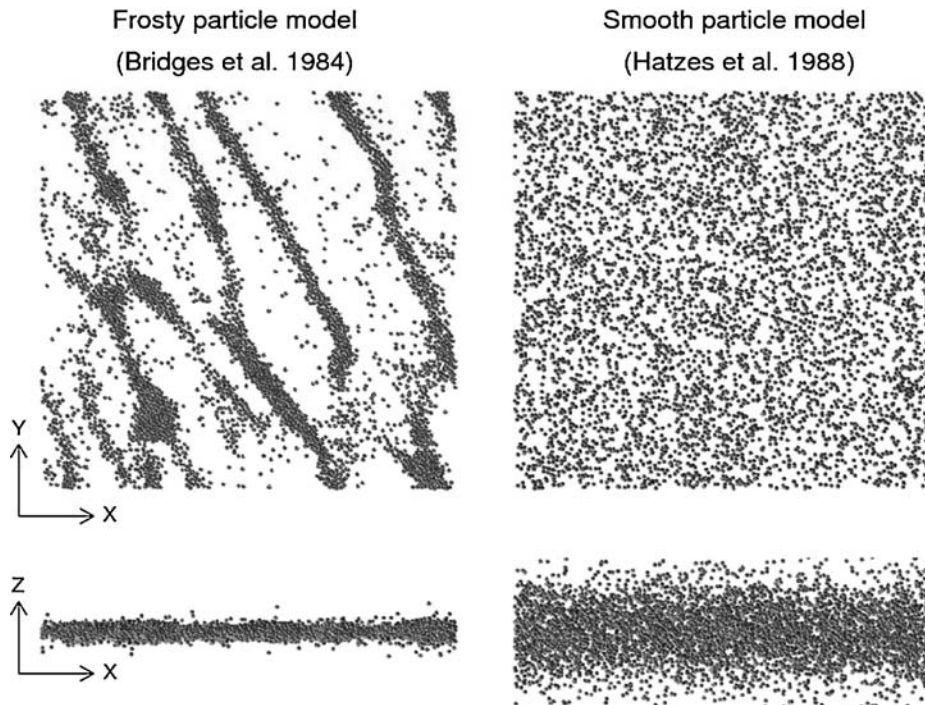 Frosty particle model
(Bridges et al. 1984)
Smooth particle model
(Hatzes et al. 1988)
Y
X
Z
X